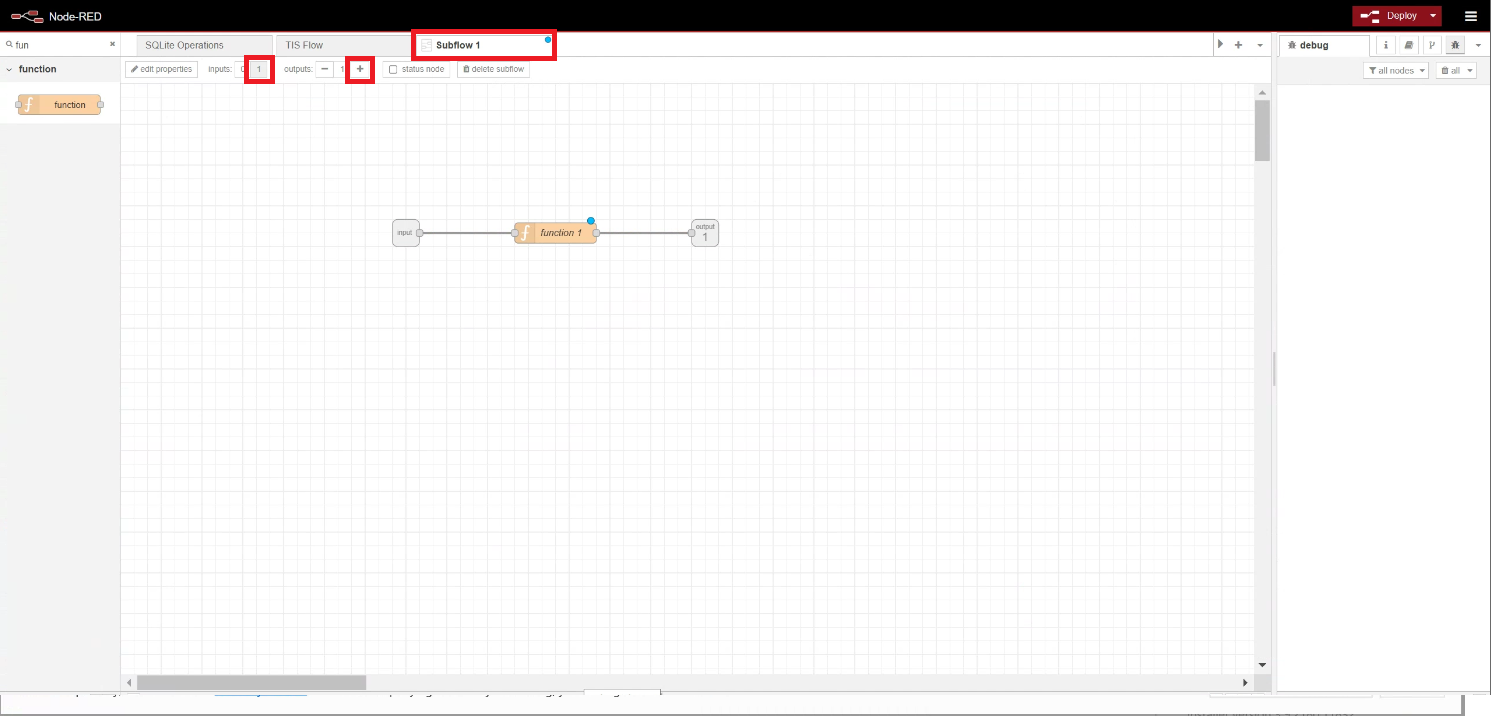 Node-RED
Deploy
fun
SQLite Operations
TIS Flow
Subflow 1
debug
i
function
edit properties
inputs:
1
outputs:
1
status node
delete subflow
all nodes
all
function
input
function 1
output
1